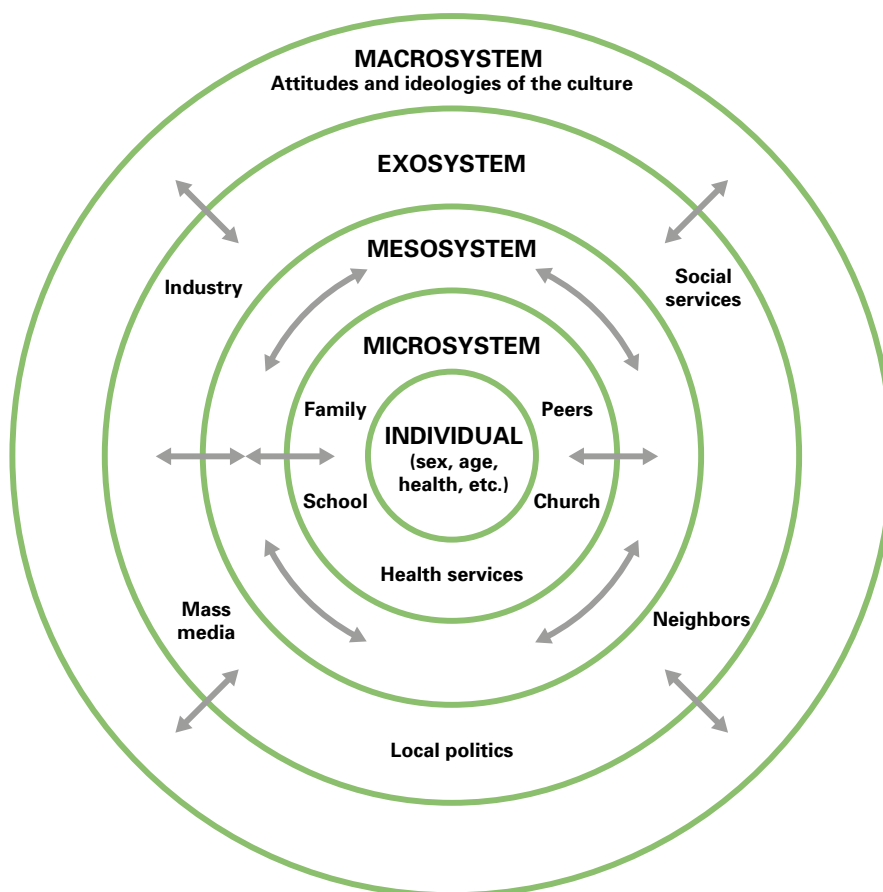 MACROSYSTEM
Attitudes and ideologies of the culture
EXOSYSTEM
MESOSYSTEM
Industry
Social
services
MICROSYSTEM
Family
Peers
INDIVIDUAL
(sex, age,
health, etc.)
School
Church
Health services
Mass
media
Neighbors
Local politics